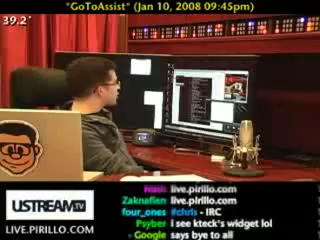 *GoToAssist* (Jan 10, 2008 09:45pm)
39.2°
USTREAM.TV
LIVE.PIRILLO.COM
live.pirillo.com
Zaknafien live.pirillo.com
four_ones #chris - IRC
Psyber i see kteck's widget lol
Google says bye to all